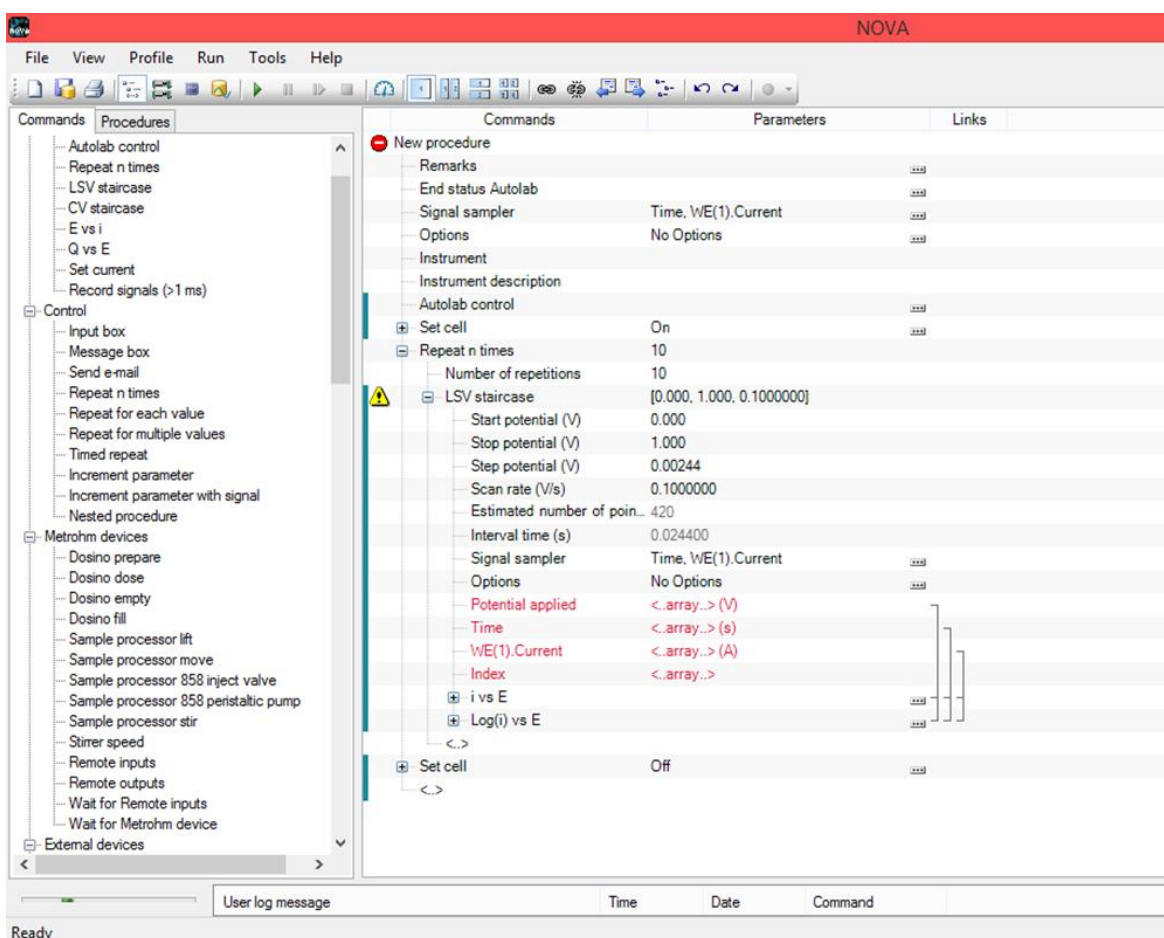 NOVA
File View Profile Run Tools Help
Commands Procedures
Autolab control
Repeat n times
LSV staircase
CV staircase
E vs i
Q vs E
Set current
Record signals (>1 ms)
Control
Input box
Message box
Send e-mail
Repeat n times
Repeat for each value
Repeat for multiple values
Timed repeat
Increment parameter
Increment parameter with signal
Nested procedure
Metrohm devices
Dosino prepare
Dosino dose
Dosino empty
Dosino fill
Sample processor lift
Sample processor move
Sample processor 858 inject valve
Sample processor 858 peristaltic pump
Sample processor stir
Stirrer speed
Remote inputs
Remote outputs
Wait for Remote inputs
Wait for Metrohm device
External devices
Commands Parameters Links
New procedure
Remarks
End status Autolab
Signal sampler Time, WE(1).Current
Options No Options
Instrument
Instrument description
Autolab control
Set cell On
Repeat n times 10
Number of repetitions 10
LSV staircase [0.000, 1.000, 0.1000000]
Start potential (V) 0.000
Stop potential (V) 1.000
Step potential (V) 0.00244
Scan rate (V/s) 0.1000000
Estimated number of poin... 420
Interval time (s) 0.024400
Signal sampler Time, WE(1).Current
Options No Options
Potential applied <..array..> (V)
Time <..array..> (s)
WE(1).Current <..array..> (A)
Index <..array..>
i vs E
Log(i) vs E
<..>
Set cell Off
<..>
User log message Time Date Command
Ready